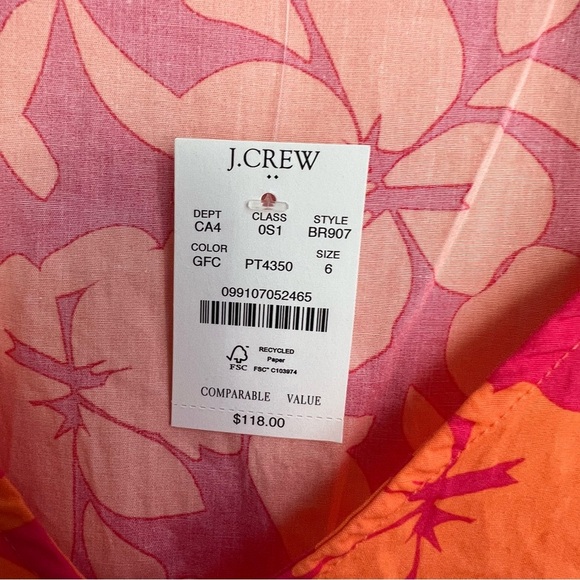 J.CREW
DEPT CLASS STYLE
CA4 0S1 BR907
COLOR SIZE
GFC PT4350 6
099107052465
RECYCLED
Paper
FSC FSC® C103974
COMPARABLE VALUE
$118.00